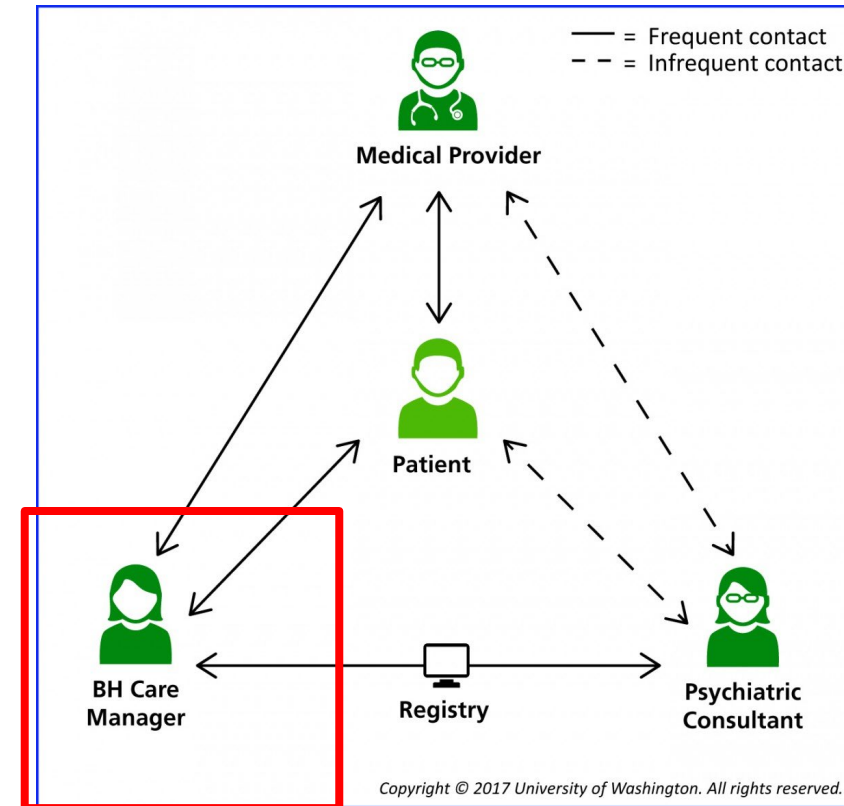 = Frequent contact
= Infrequent contact
Medical Provider
Patient
BH Care
Manager
Registry
Psychiatric
Consultant
Copyright © 2017 University of Washington. All rights reserved.